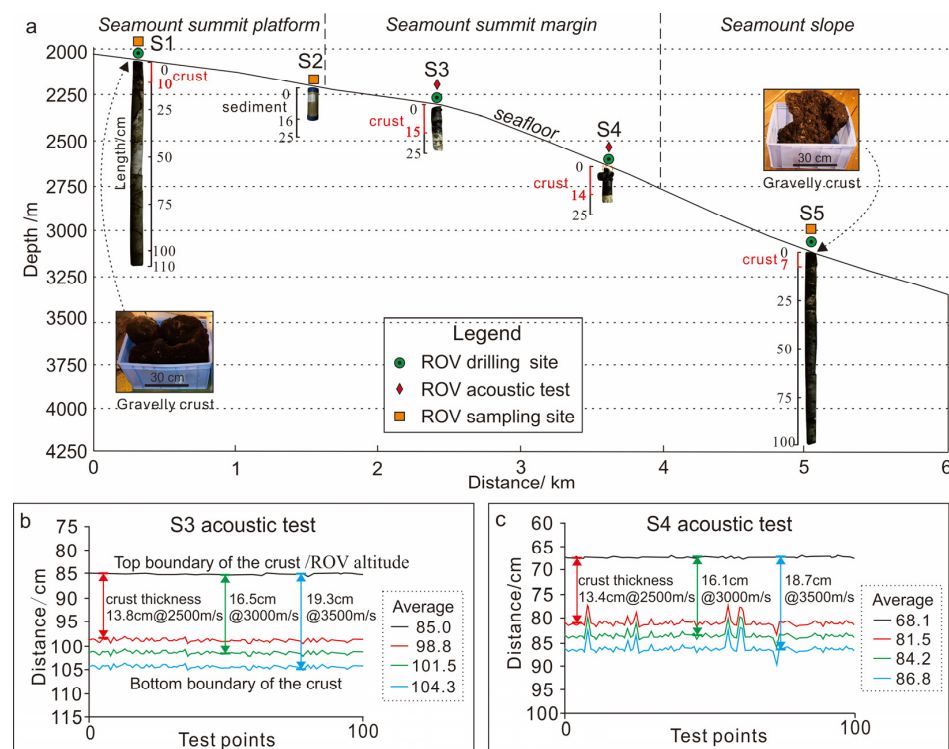 a
Seamount summit platform
Seamount summit margin
Seamount slope
Depth /m
2000
2250
2500
2750
3000
3250
3500
3750
4000
4250
S1
0
10 crust
25
50
75
100
110
Length/cm
S2
sediment
0
16
25
S3
crust
0
15
25
seafloor
S4
crust
0
14
25
30 cm
Gravelly crust
S5
crust
0
7
25
50
75
100
30 cm
Gravelly crust
Legend
ROV drilling site
ROV acoustic test
ROV sampling site
0 1 2 3 4 5 6
Distance/ km
b
S3 acoustic test
Distance/ cm
75
80
85
90
95
100
105
110
115
Top boundary of the crust /ROV altitude
crust thickness
13.8cm@2500m/s
16.5cm
@3000m/s
19.3cm
@3500m/s
Bottom boundary of the crust
Average
85.0
98.8
101.5
104.3
0 100
Test points
c
S4 acoustic test
Distance/cm
60
65
70
75
80
85
90
95
100
crust thickness
13.4cm@2500m/s
16.1cm
@3000m/s
18.7cm
@3500m/s
Average
68.1
81.5
84.2
86.8
0 100
Test points